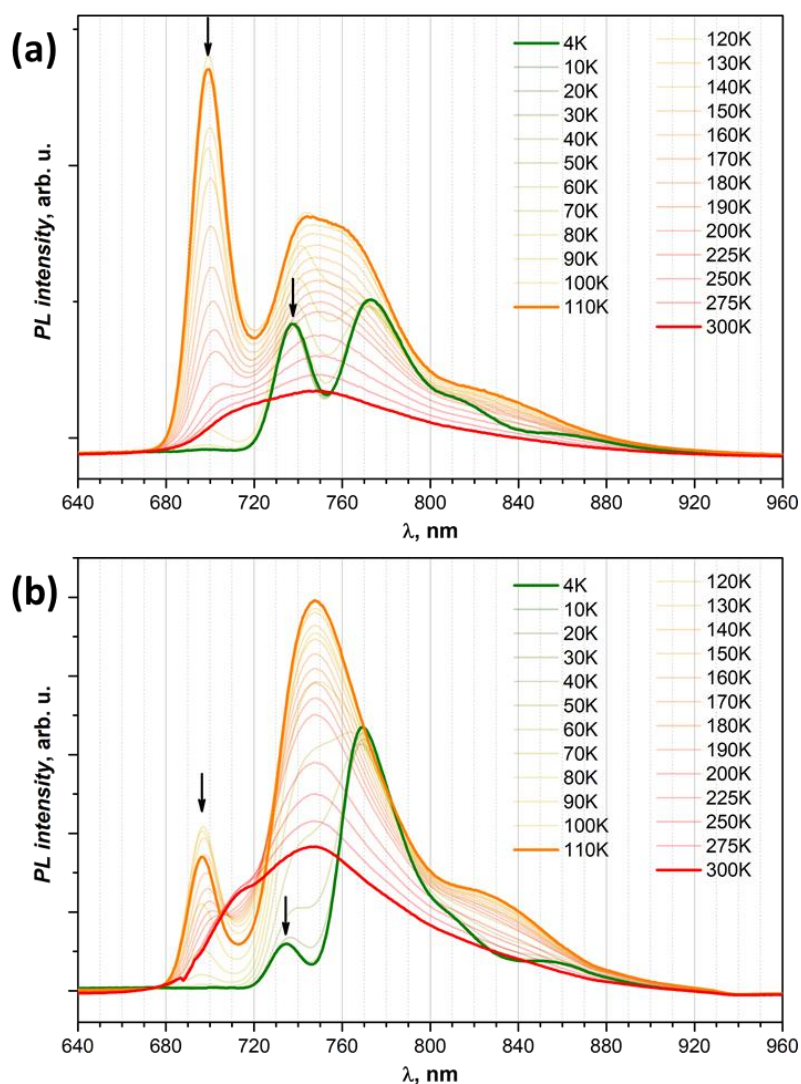 (a)
PL intensity, arb. u.
4K
10K
20K
30K
40K
50K
60K
70K
80K
90K
100K
110K
120K
130K
140K
150K
160K
170K
180K
190K
200K
225K
250K
275K
300K
640 680 720 760 800 840 880 920 960
λ, nm
(b)
PL intensity, arb. u.
4K
10K
20K
30K
40K
50K
60K
70K
80K
90K
100K
110K
120K
130K
140K
150K
160K
170K
180K
190K
200K
225K
250K
275K
300K
640 680 720 760 800 840 880 920 960
λ, nm